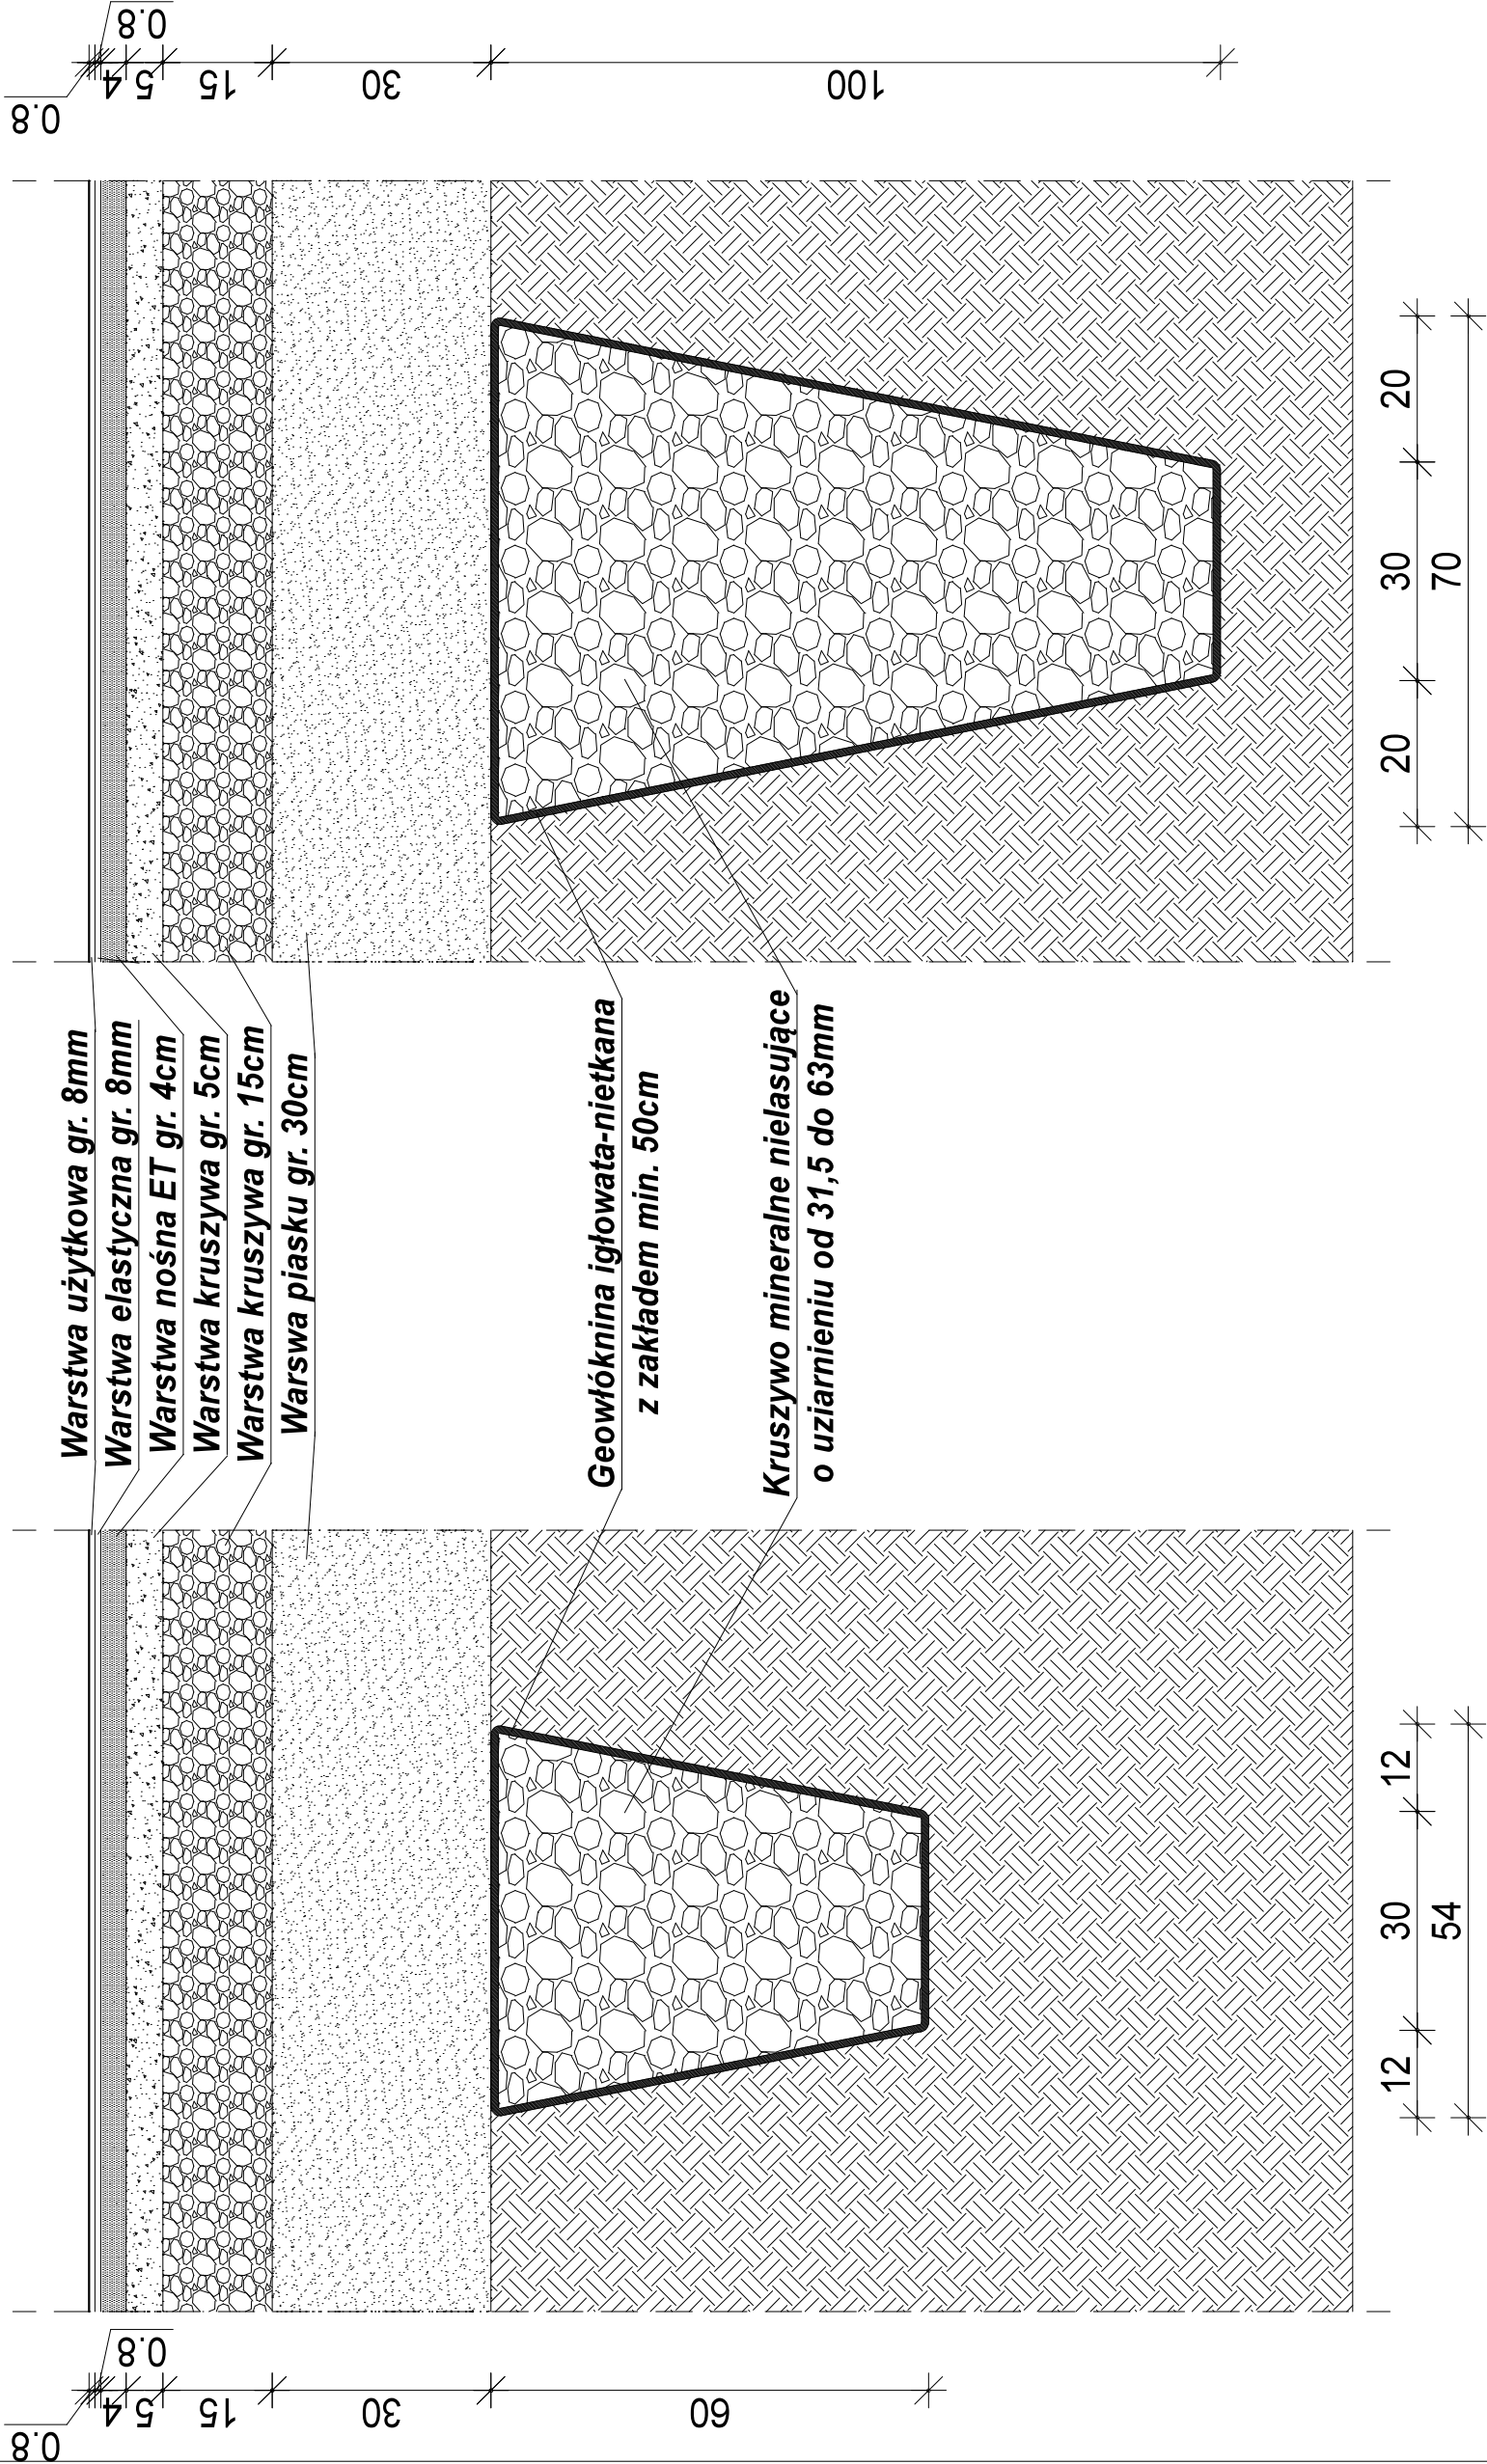 Warstwa użytkowa gr. 8mm
Warstwa elastyczna gr. 8mm
Warstwa nośna ET gr. 4cm
Warstwa kruszywa gr. 5cm
Warstwa kruszywa gr. 15cm
Warswa piasku gr. 30cm
Geowłóknina igłowata-nietkana
z zakładem min. 50cm
Kruszywo mineralne nielasujące
o uziarnieniu od 31,5 do 63mm
0.8
0.8
4
5
15
30
60
12
30
12
54
0.8
0.8
4
5
15
30
100
20
30
20
70